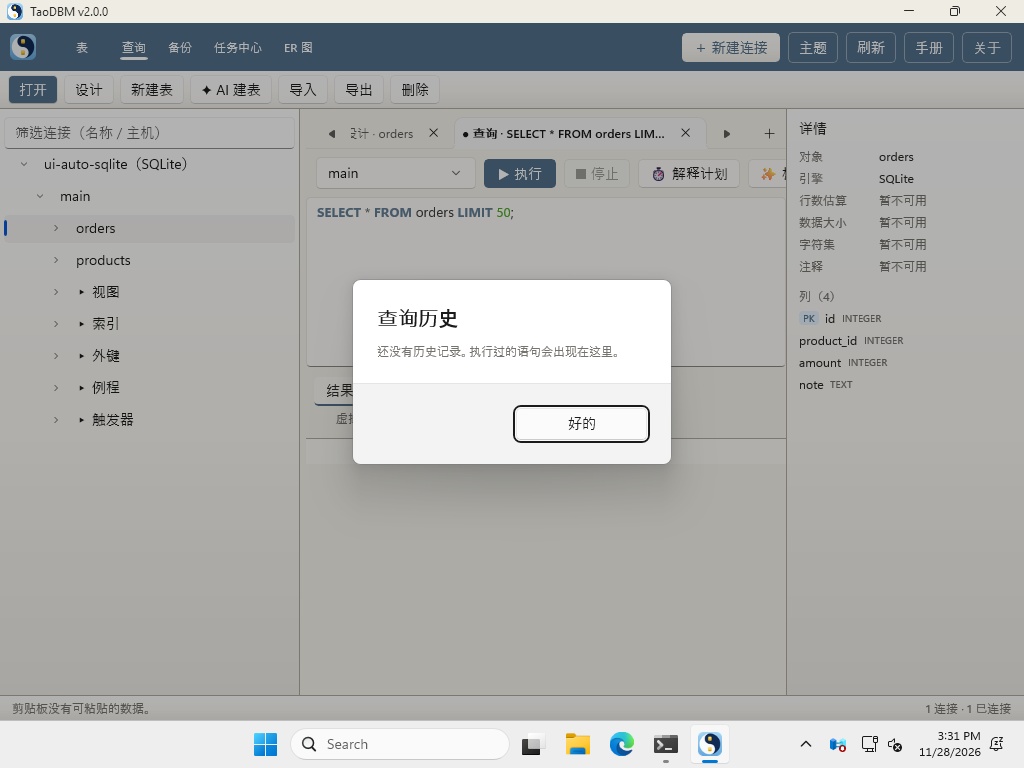 TaoDBM v2.0.0
表 查询 备份 任务中心 ER 图 + 新建连接 主题 刷新 手册 关于
打开 设计 新建表 ✦ AI 建表 导入 导出 删除
筛选连接（名称 / 主机）
ui-auto-sqlite（SQLite）
main
orders
products
视图
索引
外键
例程
触发器
设计 · orders
● 查询 · SELECT * FROM orders LIM...
main 执行 停止 解释计划
SELECT * FROM orders LIMIT 50;
查询历史
还没有历史记录。执行过的语句会出现在这里。
好的
结果
详情
对象 orders
引擎 SQLite
行数估算 暂不可用
数据大小 暂不可用
字符集 暂不可用
注释 暂不可用
列（4）
PK id INTEGER
product_id INTEGER
amount INTEGER
note TEXT
剪贴板没有可粘贴的数据。
1 连接 · 1 已连接
Search
3:31 PM
11/28/2026